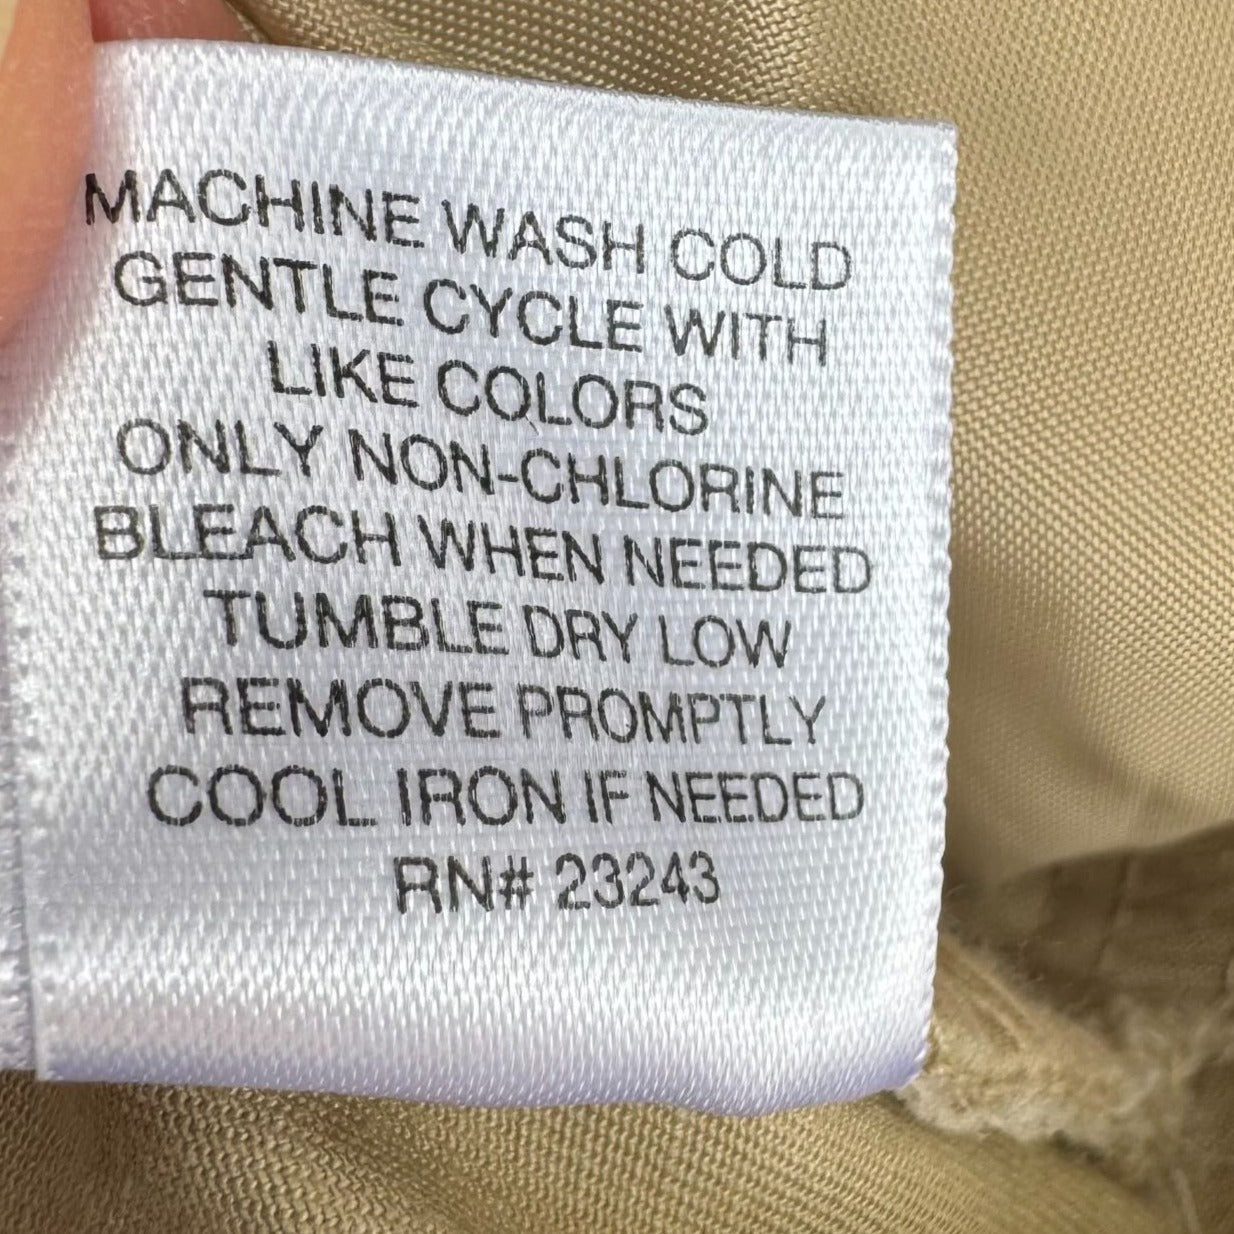 MACHINE WASH COLD
GENTLE CYCLE WITH
LIKE COLORS
ONLY NON-CHLORINE
BLEACH WHEN NEEDED
TUMBLE DRY LOW
REMOVE PROMPTLY
COOL IRON IF NEEDED
RN# 23243